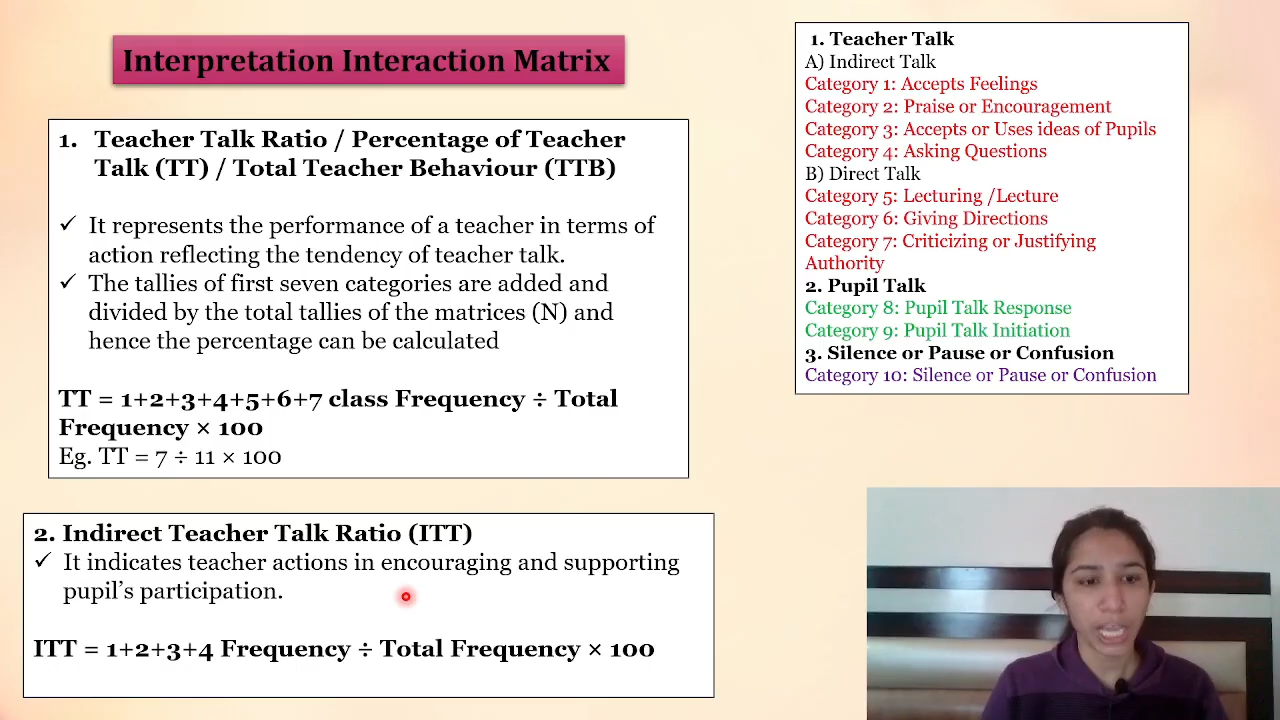 Interpretation Interaction Matrix
1. Teacher Talk Ratio / Percentage of Teacher
Talk (TT) / Total Teacher Behaviour (TTB)
✓ It represents the performance of a teacher in terms of
action reflecting the tendency of teacher talk.
✓ The tallies of first seven categories are added and
divided by the total tallies of the matrices (N) and
hence the percentage can be calculated
TT = 1+2+3+4+5+6+7 class Frequency ÷ Total
Frequency × 100
Eg. TT = 7 ÷ 11 × 100
2. Indirect Teacher Talk Ratio (ITT)
✓ It indicates teacher actions in encouraging and supporting
pupil's participation.
ITT = 1+2+3+4 Frequency ÷ Total Frequency × 100
1. Teacher Talk
A) Indirect Talk
Category 1: Accepts Feelings
Category 2: Praise or Encouragement
Category 3: Accepts or Uses ideas of Pupils
Category 4: Asking Questions
B) Direct Talk
Category 5: Lecturing /Lecture
Category 6: Giving Directions
Category 7: Criticizing or Justifying
Authority
2. Pupil Talk
Category 8: Pupil Talk Response
Category 9: Pupil Talk Initiation
3. Silence or Pause or Confusion
Category 10: Silence or Pause or Confusion